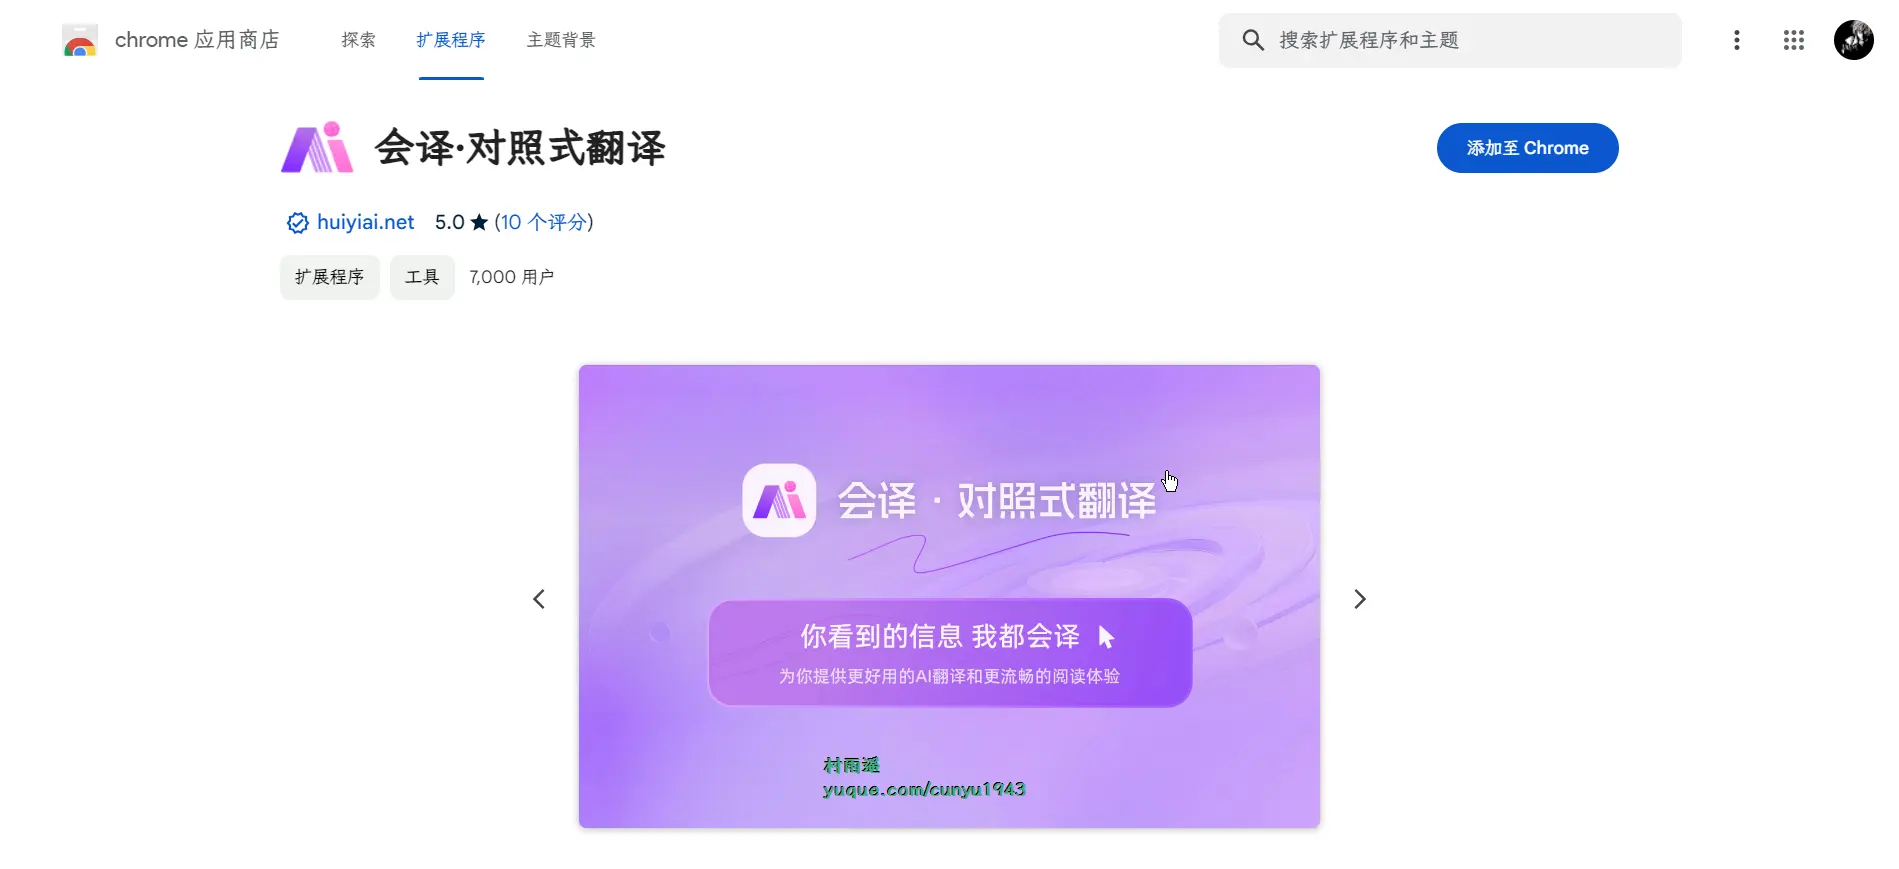 chrome 应用商店
探索
扩展程序
主题背景
搜索扩展程序和主题
会译·对照式翻译
添加至 Chrome
huiyiai.net 5.0 ★ (10 个评分)
扩展程序
工具
7,000 用户
会译 · 对照式翻译
你看到的信息 我都会译
为你提供更好用的AI翻译和更流畅的阅读体验
村雨遥
yuque.com/cunyu1943